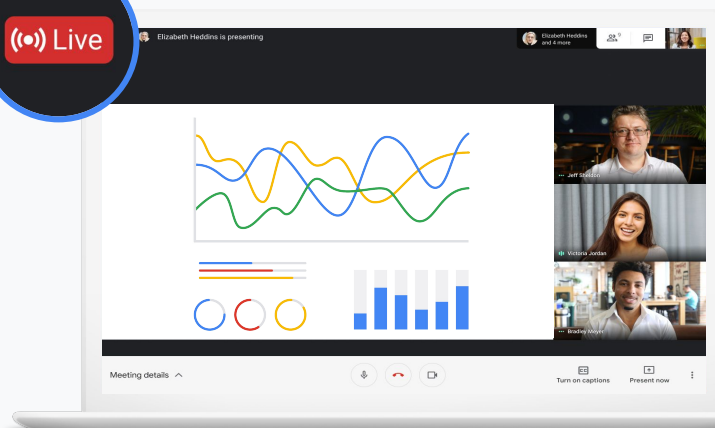 Live
Elizabeth Heddins is presenting
Elizabeth Heddins
and 4 more
9
Jeff Sheldon
Victoria Jordan
Bradley Meyer
Meeting details
CC
Turn on captions
Present now